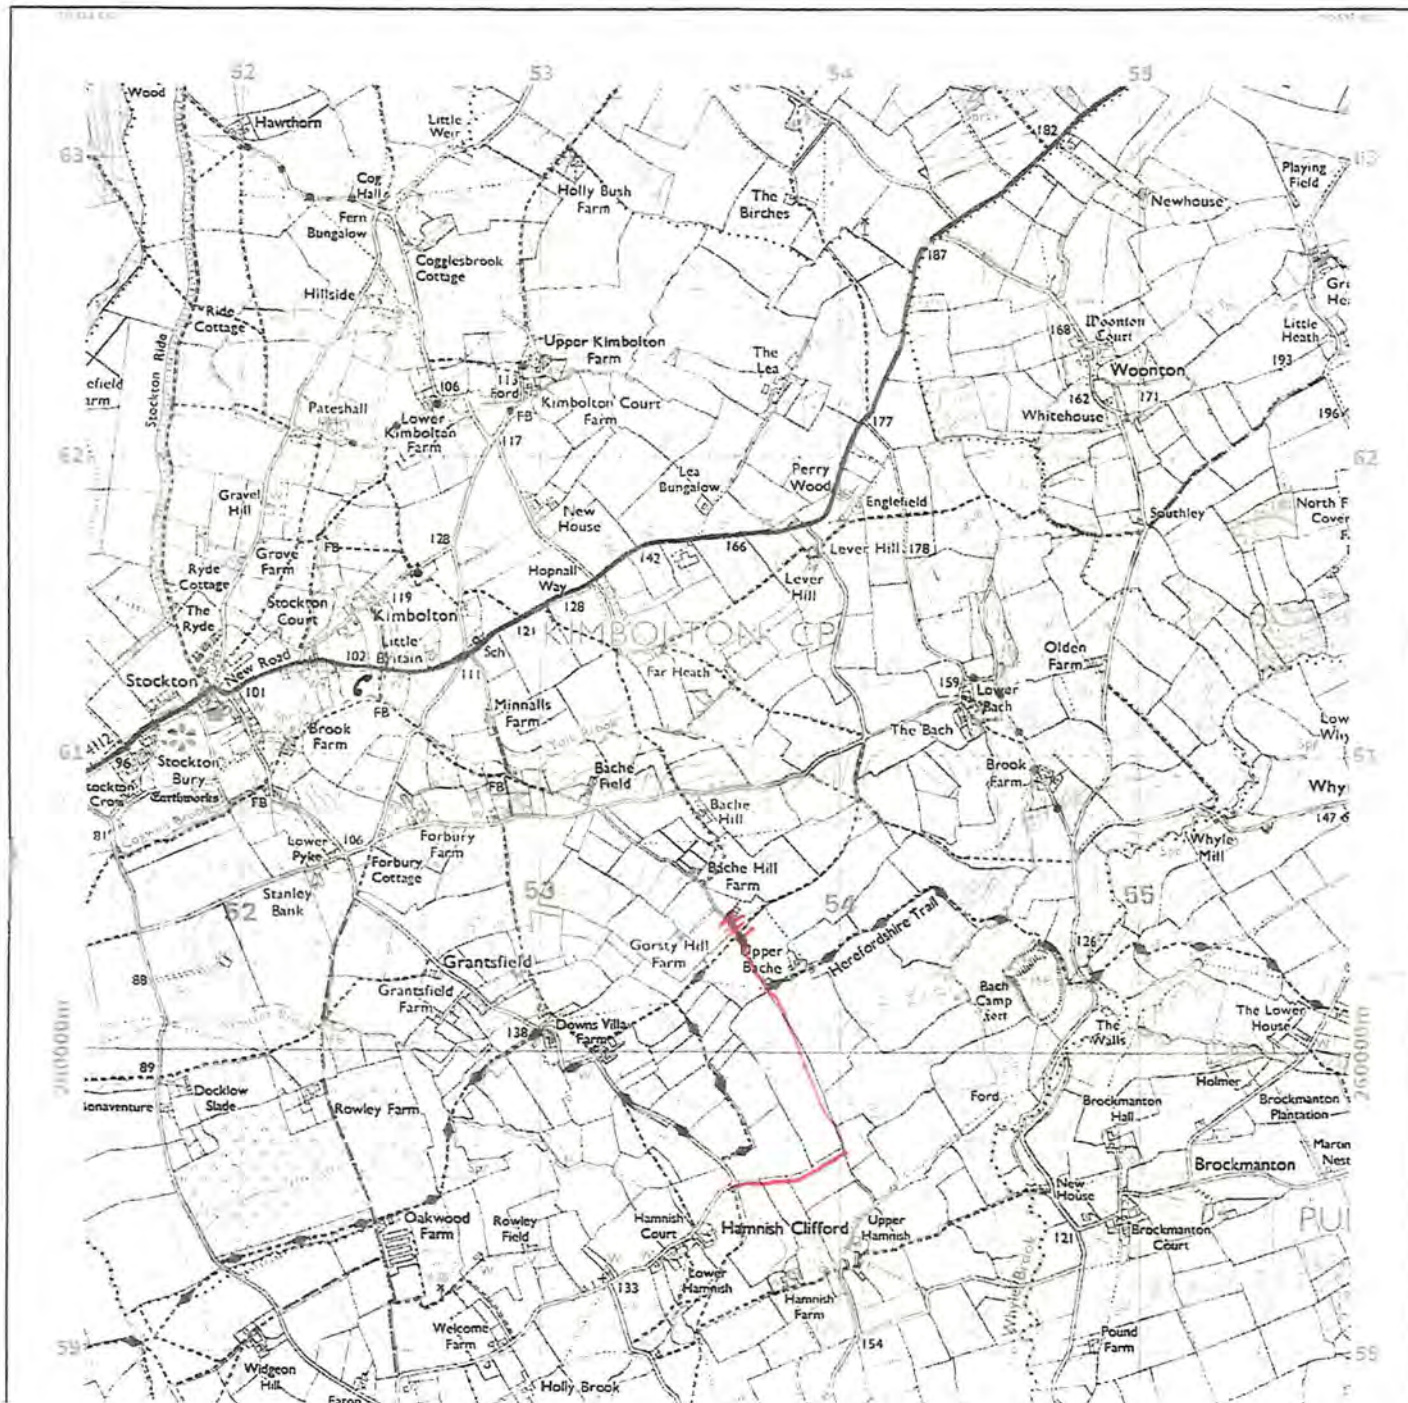 52
53
54
55
Wood
Hawthorn
Little
Weir
182
63
Cog
Hall
Fern
Bungalow
Holly Bush
Farm
The
Birches
Newhouse
Playing
Field
Cogglesbrook
Cottage
187
Hillside
Ride
Cottage
Stockton Ride
Upper Kimbolton
Farm
The
Lea
168
Woonton
Court
Little
Heath
193
Woonton
106
113
Ford
Kimbolton Court
Farm
FB
Pateshall
Lower
Kimbolton
Farm
117
177
162
171
Whitehouse
196
62
62
Gravel
Hill
Lea
Bungalow
Perry
Wood
Englefield
New
House
Southley
FB
128
142
166
Lever Hill
178
Grove
Farm
Ryde
Cottage
Hopnall
Way
Lever
Hill
The
Ryde
Stockton
Court
119
Kimbolton
128
121
KIMBOLTON CP
Little
Britain
Sch
Olden
Farm
New Road
102
111
Far Heath
159
Lower
Bach
Stockton
101
Minnalls
Farm
FB
The Bach
Brook
Farm
York Brook
61
96
Stockton
Bury
Earthworks
Bache
Field
Brook
Farm
FB
FB
Bache
Hill
81
147
Whyle
Mill
Lower
Pyke
106
Forbury
Farm
Forbury
Cottage
Bache Hill
Farm
Stanley
Bank
52
53
54
55
Herefordshire Trail
Gorsty Hill
Farm
Upper
Bache
126
88
Grantsfield
Grantsfield
Farm
Bach
Camp
Fort
The Lower
House
138
Downs Villa
Farm
The
Walls
260000m
89
Docklow
Slade
Bonaventure
Rowley Farm
Ford
Holmer
Brockmanton
Hall
Brockmanton
Plantation
Brockmanton
New
House
Oakwood
Farm
Rowley
Field
Hamnish
Court
Hamnish Clifford
Upper
Hamnish
121
Brockmanton
Court
Whyle Brook
133
Lower
Hamnish
Hamnish
Farm
Welcome
Farm
154
Pound
Farm
59
59
Widgeon
Hill
Holly Brook